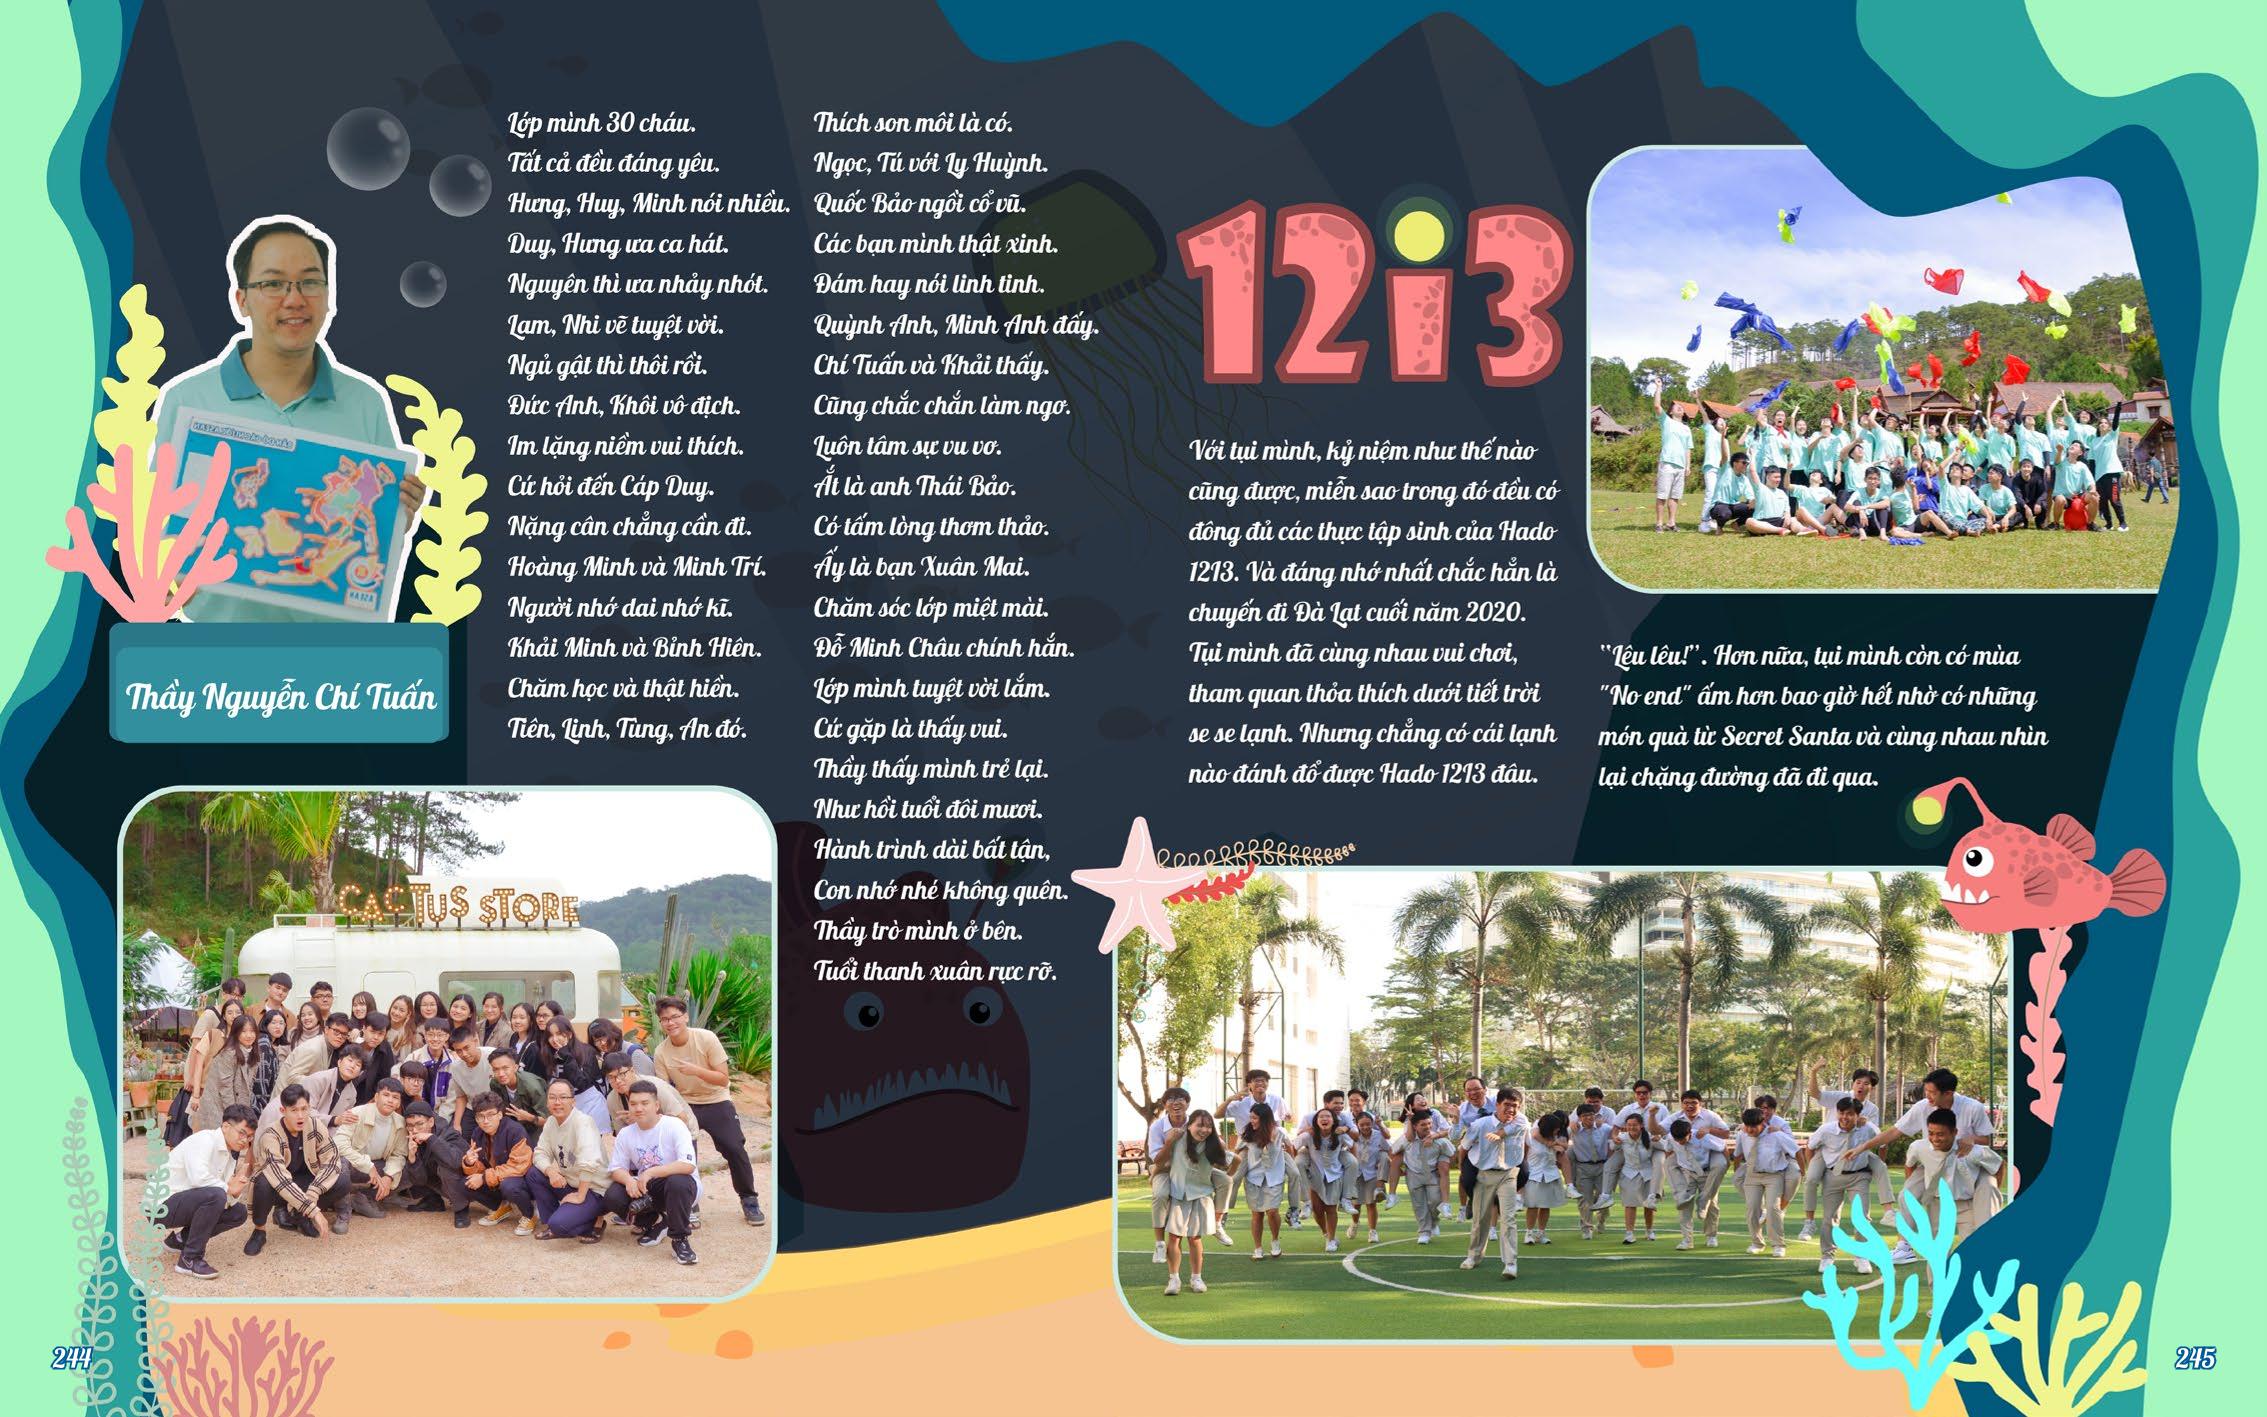 Lớp mình 30 cháu.
Tất cả đều đáng yêu.
Hưng, Huy, Minh nói nhiều.
Duy, Hưng ưa ca hát.
Nguyên thì ưa nhảy nhót.
Lam, Nhi vẽ tuyệt vời.
Ngủ gật thì thôi rồi.
Đức Anh, Khôi vô địch.
Im lặng niềm vui thích.
Cứ hỏi đến Cáp Duy.
Nặng cân chẳng cần đi.
Hoàng Minh và Minh Trí.
Người nhớ dai nhớ kĩ.
Khải Minh và Bỉnh Hiên.
Chăm học và thật hiền.
Tiên, Linh, Tùng, An đó.
Thích son môi là có.
Ngọc, Tú với Ly Huỳnh.
Quốc Bảo ngồi cổ vũ.
Các bạn mình thật xinh.
Đám hay nói linh tinh.
Quỳnh Anh, Minh Anh đấy.
Chí Tuấn và Khải thấy.
Cũng chắc chắn làm ngơ.
Luôn tâm sự vu vơ.
Ắt là anh Thái Bảo.
Có tấm lòng thơm thảo.
Ấy là bạn Xuân Mai.
Chăm sóc lớp miệt mài.
Đỗ Minh Châu chính hắn.
Lớp mình tuyệt vời lắm.
Cứ gặp là thấy vui.
Thầy thấy mình trẻ lại.
Như hồi tuổi đôi mươi.
Hành trình dài bất tận,
Con nhớ nhé không quên.
Thầy trò mình ở bên.
Tuổi thanh xuân rực rỡ.
Thầy Nguyễn Chí Tuấn
CACTUS STORE
12i3
Với tụi mình, kỷ niệm như thế nào
cũng được, miễn sao trong đó đều có
đông đủ các thực tập sinh của Hado
12I3. Và đáng nhớ nhất chắc hẳn là
chuyến đi Đà Lạt cuối năm 2020.
Tụi mình đã cùng nhau vui chơi,
tham quan thỏa thích dưới tiết trời
se se lạnh. Nhưng chẳng có cái lạnh
nào đánh đổ được Hado 12I3 đâu.
“Lêu lêu!”. Hơn nữa, tụi mình còn có mùa
"No end" ấm hơn bao giờ hết nhờ có những
món quà từ Secret Santa và cùng nhau nhìn
lại chặng đường đã đi qua.
244
245